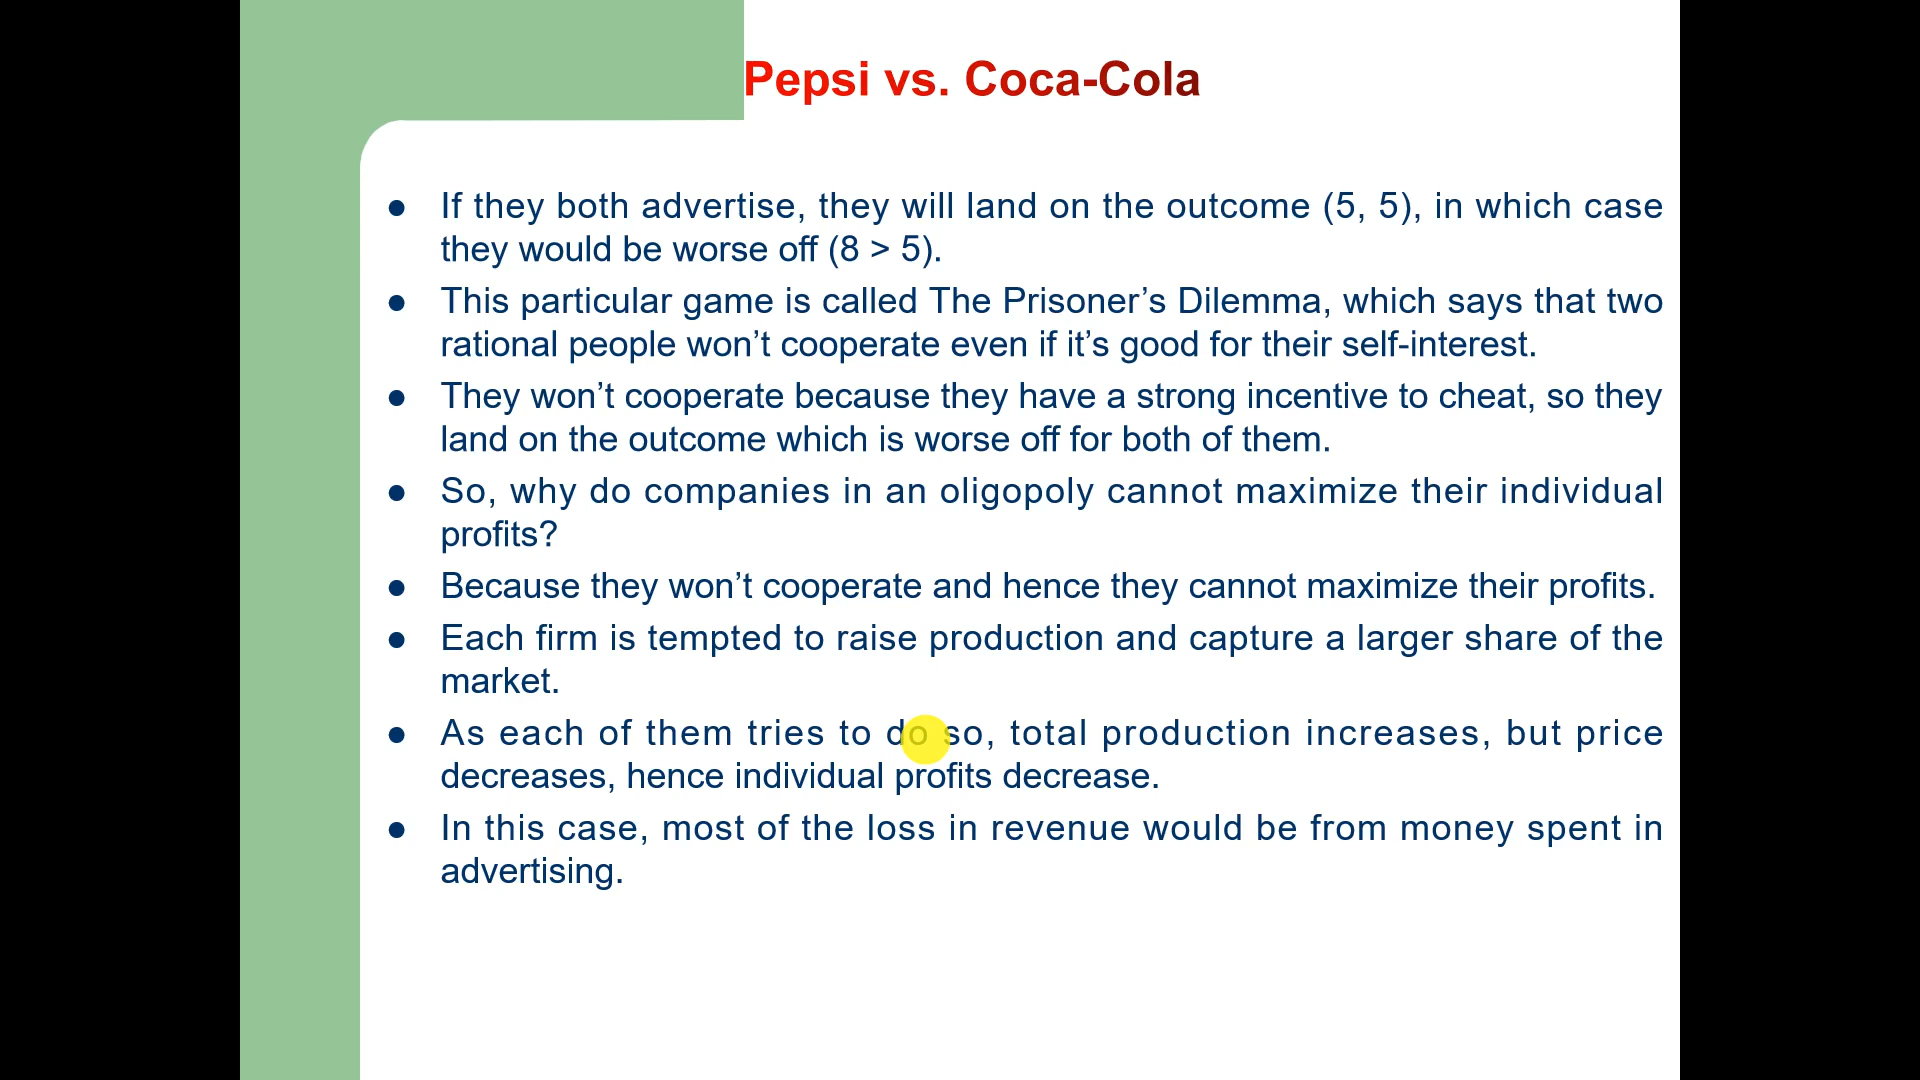 Pepsi vs. Coca-Cola
● If they both advertise, they will land on the outcome (5, 5), in which case
they would be worse off (8 > 5).
● This particular game is called The Prisoner’s Dilemma, which says that two
rational people won’t cooperate even if it’s good for their self-interest.
● They won’t cooperate because they have a strong incentive to cheat, so they
land on the outcome which is worse off for both of them.
● So, why do companies in an oligopoly cannot maximize their individual
profits?
● Because they won’t cooperate and hence they cannot maximize their profits.
● Each firm is tempted to raise production and capture a larger share of the
market.
● As each of them tries to do so, total production increases, but price
decreases, hence individual profits decrease.
● In this case, most of the loss in revenue would be from money spent in
advertising.